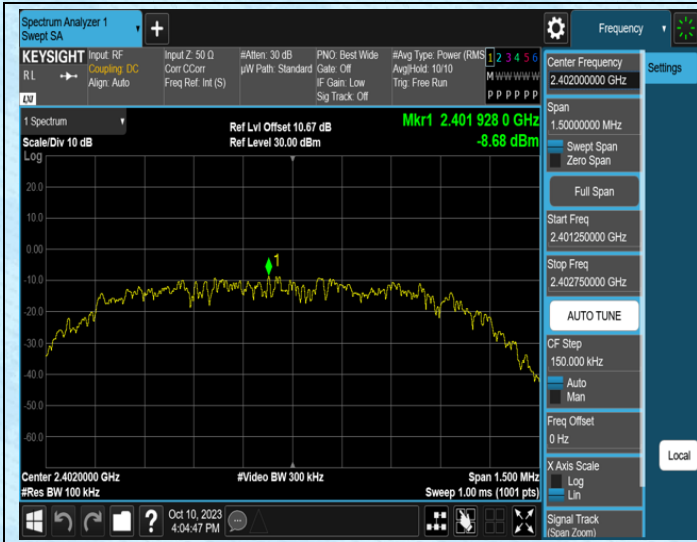 Spectrum Analyzer 1
Swept SA
+
Frequency
KEYSIGHT
RL
LXI
Input: RF
Coupling: DC
Align: Auto
Input Z: 50 Ω
Corr CCorr
Freq Ref: Int (S)
#Atten: 30 dB
µW Path: Standard
PNO: Best Wide
Gate: Off
IF Gain: Low
Sig Track: Off
#Avg Type: Power (RMS
Avg|Hold: 10/10
Trig: Free Run
1 2 3 4 5 6
M W W W W W
P P P P P P
1 Spectrum
Scale/Div 10 dB
Log
Ref Lvl Offset 10.67 dB
Ref Level 30.00 dBm
Mkr1 2.401 928 0 GHz
-8.68 dBm
1
20.0
10.0
0.00
-10.0
-20.0
-30.0
-40.0
-50.0
-60.0
Center 2.4020000 GHz
#Res BW 100 kHz
#Video BW 300 kHz
Span 1.500 MHz
Sweep 1.00 ms (1001 pts)
Oct 10, 2023
4:04:47 PM
?
Center Frequency
2.402000000 GHz
Span
1.50000000 MHz
Swept Span
Zero Span
Full Span
Start Freq
2.401250000 GHz
Stop Freq
2.402750000 GHz
AUTO TUNE
CF Step
150.000 kHz
Auto
Man
Freq Offset
0 Hz
X Axis Scale
Log
Lin
Signal Track
(Span Zoom)
Settings
Local